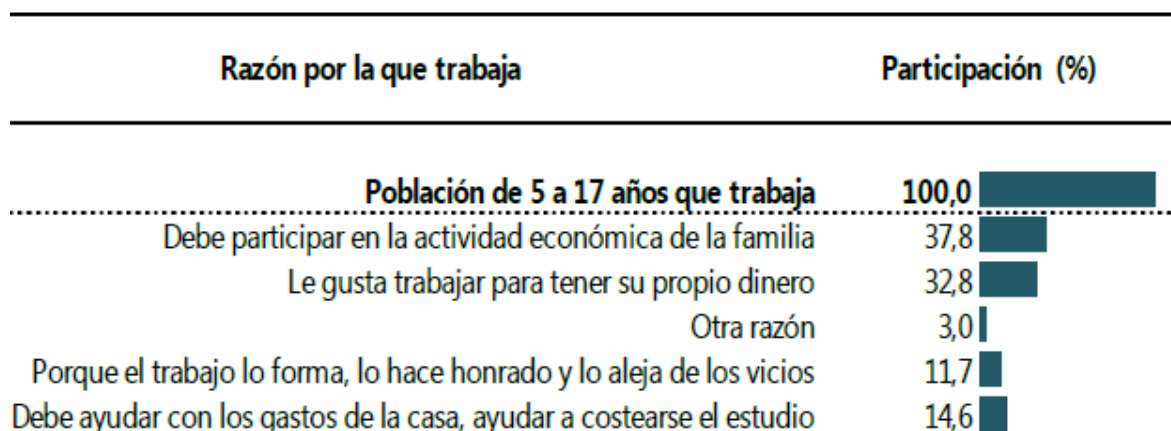 Razón por la que trabaja Participación (%)
Población de 5 a 17 años que trabaja 100,0
Debe participar en la actividad económica de la familia 37,8
Le gusta trabajar para tener su propio dinero 32,8
Otra razón 3,0
Porque el trabajo lo forma, lo hace honrado y lo aleja de los vicios 11,7
Debe ayudar con los gastos de la casa, ayudar a costearse el estudio 14,6